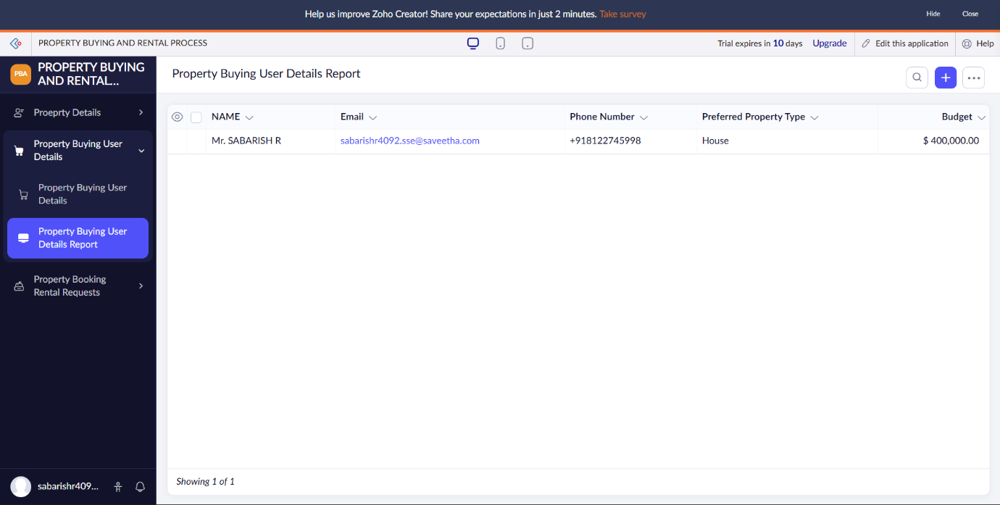 Help us improve Zoho Creator! Share your expectations in just 2 minutes. Take survey
Hide
Close
PROPERTY BUYING AND RENTAL PROCESS
Trial expires in 10 days
Upgrade
Edit this application
Help
PBA
PROPERTY BUYING
AND RENTAL...
Proeprty Details
Property Buying User
Details
Property Buying User
Details
Property Buying User
Details Report
Property Booking
Rental Requests
sabarishr409...
Property Buying User Details Report
NAME Email Phone Number Preferred Property Type Budget
Mr. SABARISH R sabarishr4092.sse@saveetha.com +918122745998 House $ 400,000.00
Showing 1 of 1